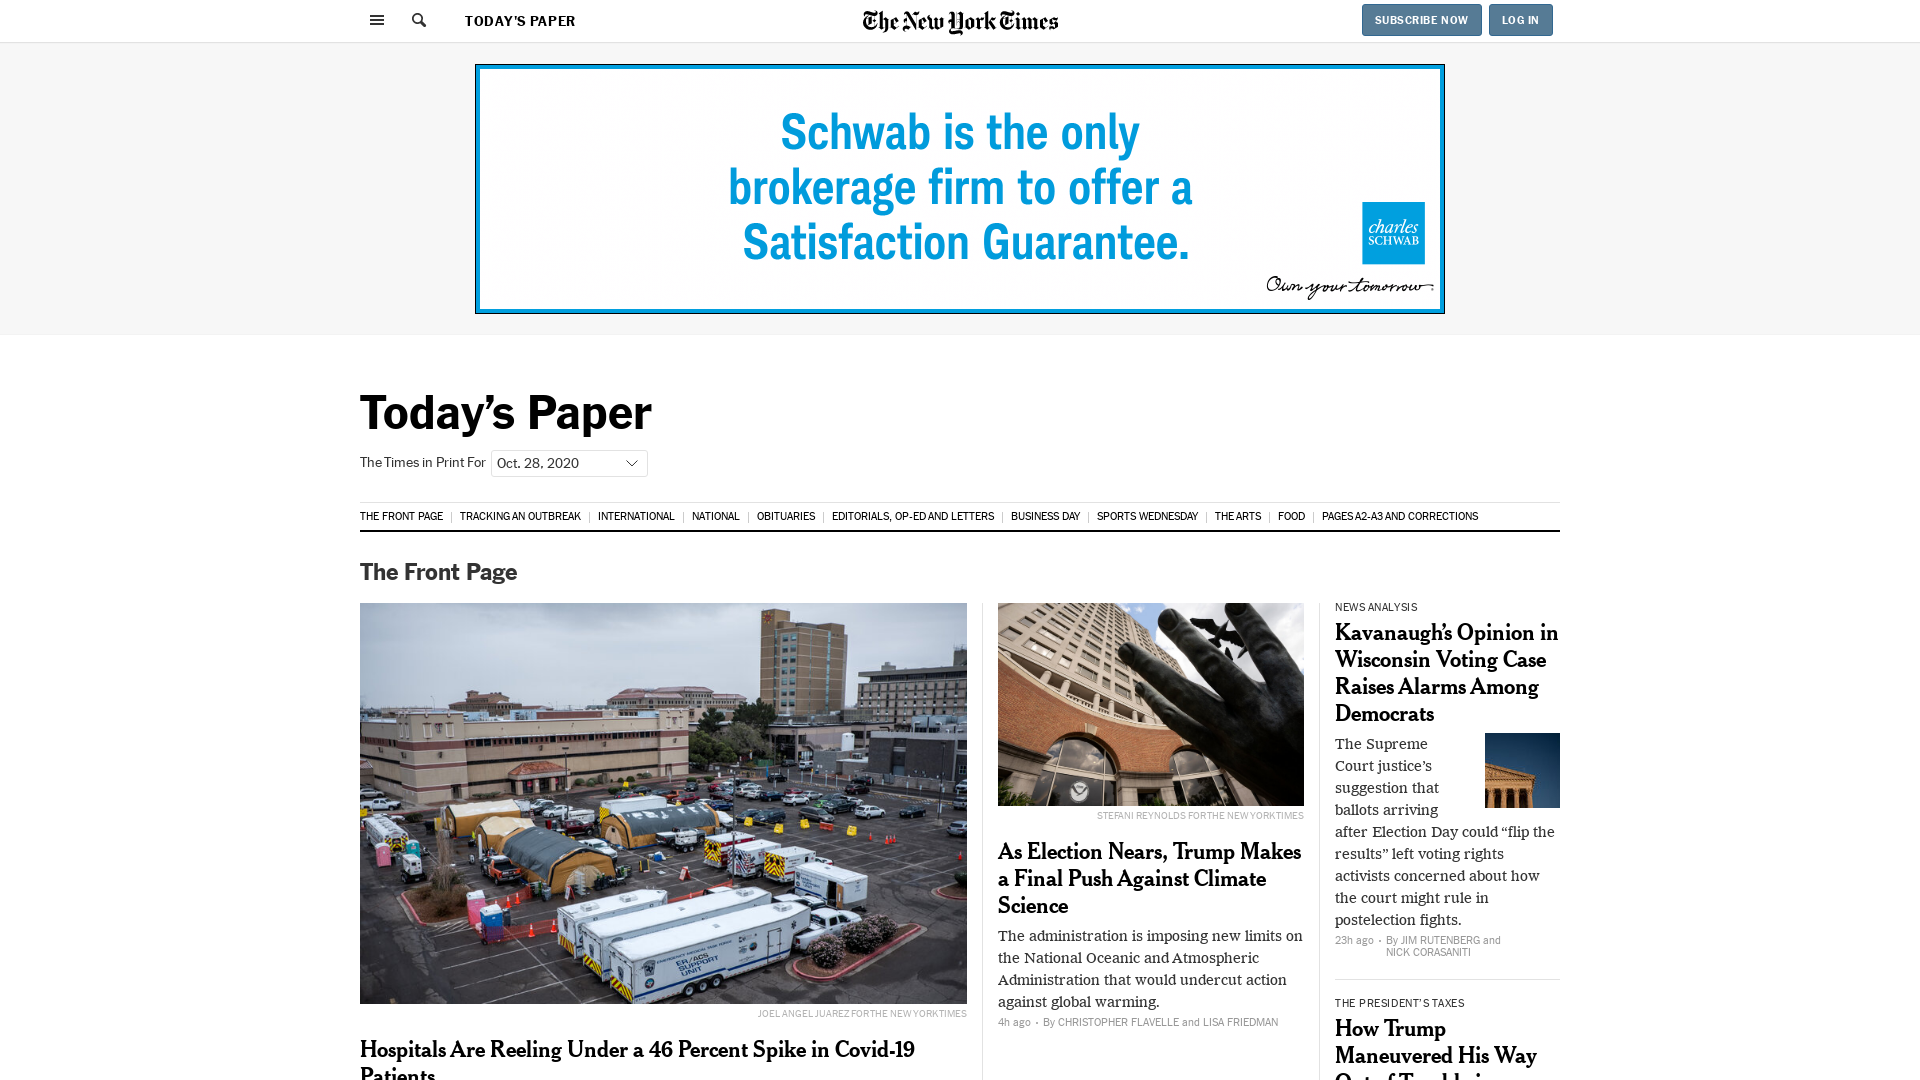 TODAY'S PAPER
The New York Times
SUBSCRIBE NOW
LOG IN
Schwab is the only
brokerage firm to offer a
Satisfaction Guarantee.
charles
SCHWAB
Own your tomorrow.
Today’s Paper
The Times in Print For
Oct. 28, 2020
THE FRONT PAGE
TRACKING AN OUTBREAK
INTERNATIONAL
NATIONAL
OBITUARIES
EDITORIALS, OP-ED AND LETTERS
BUSINESS DAY
SPORTS WEDNESDAY
THE ARTS
FOOD
PAGES A2-A3 AND CORRECTIONS
The Front Page
ER/ACS
SUPPORT
UNIT
JOEL ANGEL JUAREZ FOR THE NEW YORK TIMES
Hospitals Are Reeling Under a 46 Percent Spike in Covid-19
Patients
STEFANI REYNOLDS FOR THE NEW YORK TIMES
As Election Nears, Trump Makes
a Final Push Against Climate
Science
The administration is imposing new limits on
the National Oceanic and Atmospheric
Administration that would undercut action
against global warming.
4h ago • By CHRISTOPHER FLAVELLE and LISA FRIEDMAN
NEWS ANALYSIS
Kavanaugh’s Opinion in
Wisconsin Voting Case
Raises Alarms Among
Democrats
The Supreme
Court justice’s
suggestion that
ballots arriving
after Election Day could “flip the
results” left voting rights
activists concerned about how
the court might rule in
postelection fights.
23h ago • By JIM RUTENBERG and
NICK CORASANITI
THE PRESIDENT’S TAXES
How Trump
Maneuvered His Way
Out of Trouble in